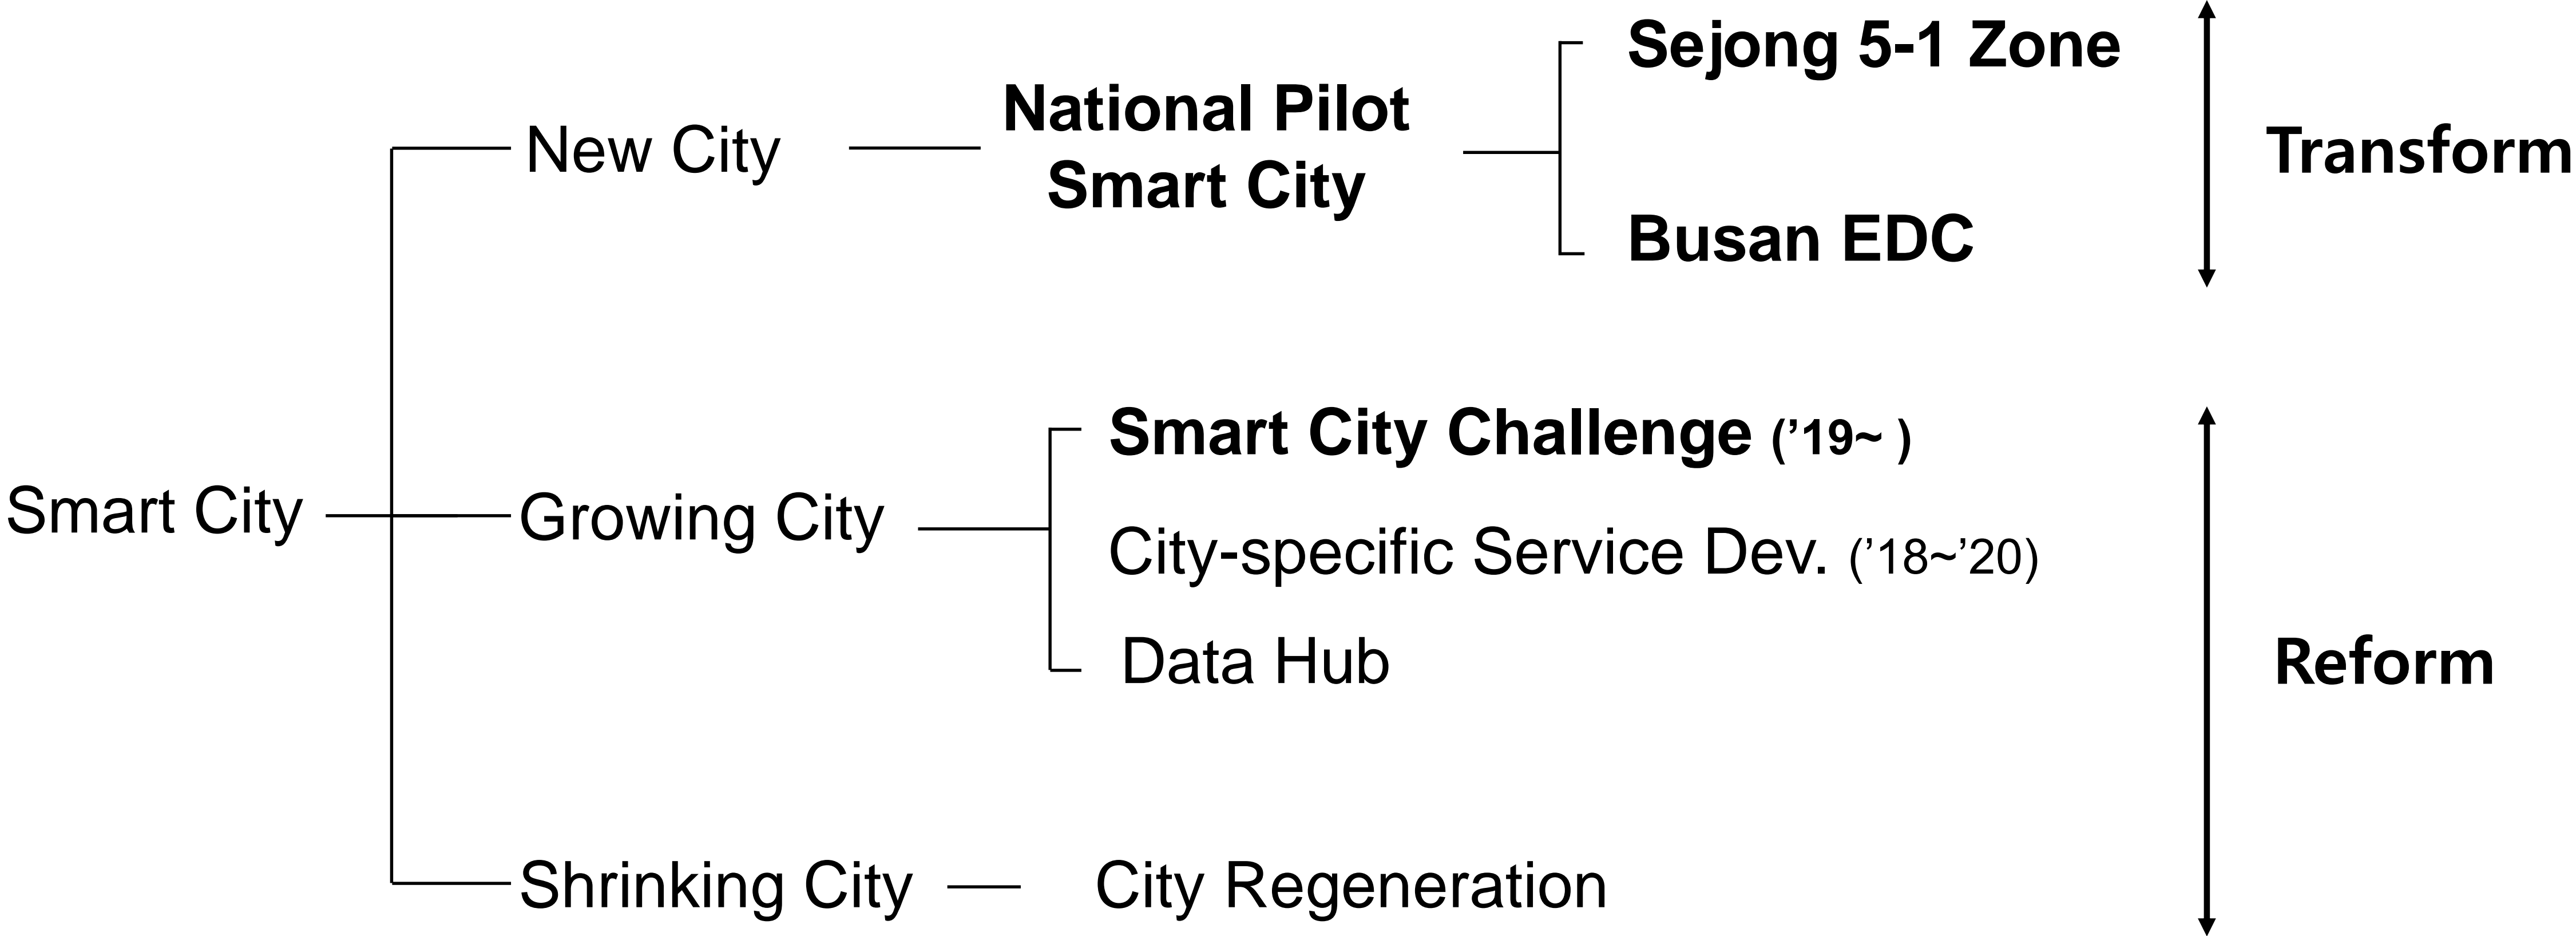 Smart City
New City
National Pilot
Smart City
Sejong 5-1 Zone
Busan EDC
Transform
Growing City
Smart City Challenge (’19~ )
City-specific Service Dev. (’18~’20)
Data Hub
Shrinking City
City Regeneration
Reform